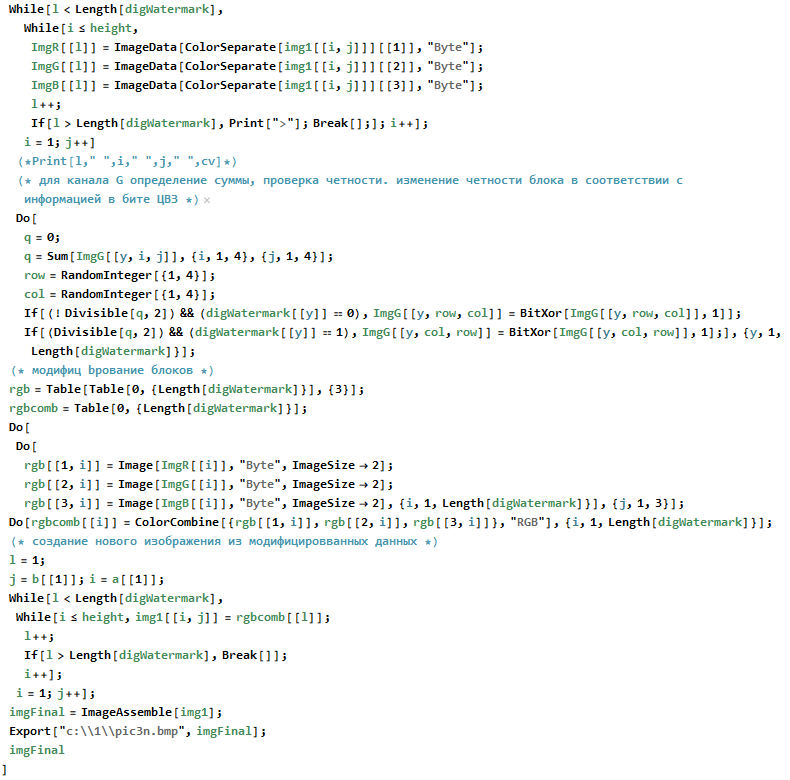 While[l < Length[digWatermark],
While[i ≤ height,
ImgR[[l]] = ImageData[ColorSeparate[img1[[i, j]]][[1]], "Byte"];
ImgG[[l]] = ImageData[ColorSeparate[img1[[i, j]]][[2]], "Byte"];
ImgB[[l]] = ImageData[ColorSeparate[img1[[i, j]]][[3]], "Byte"];
l++;
If[l > Length[digWatermark], Print[">"]; Break[];]; i++];
i = 1; j++]
(*Print[l," ",i," ",j," ",cv]*)
(* для канала G определение суммы, проверка четности. изменение четности блока в соответствии с
информацией в бите ЦВЗ *)
Do[
q = 0;
q = Sum[ImgG[[y, i, j]], {i, 1, 4}, {j, 1, 4}];
row = RandomInteger[{1, 4}];
col = RandomInteger[{1, 4}];
If[(! Divisible[q, 2]) && (digWatermark[[y]] == 0), ImgG[[y, row, col]] = BitXor[ImgG[[y, row, col]], 1]];
If[(Divisible[q, 2]) && (digWatermark[[y]] == 1), ImgG[[y, col, row]] = BitXor[ImgG[[y, col, row]], 1];], {y, 1,
Length[digWatermark]}];
(* модифиц bрование блоков *)
rgb = Table[Table[0, {Length[digWatermark]}], {3}];
rgbcomb = Table[0, {Length[digWatermark]}];
Do[
Do[
rgb[[1, i]] = Image[ImgR[[i]], "Byte", ImageSize → 2];
rgb[[2, i]] = Image[ImgG[[i]], "Byte", ImageSize → 2];
rgb[[3, i]] = Image[ImgB[[i]], "Byte", ImageSize → 2], {i, 1, Length[digWatermark]}], {j, 1, 3}];
Do[rgbcomb[[i]] = ColorCombine[{rgb[[1, i]], rgb[[2, i]], rgb[[3, i]]}, "RGB"], {i, 1, Length[digWatermark]}];
(* создание нового изображения из модифицировванных данных *)
l = 1;
j = b[[1]]; i = a[[1]];
While[l < Length[digWatermark],
While[i ≤ height, img1[[i, j]] = rgbcomb[[l]];
l++;
If[l > Length[digWatermark], Break[]];
i++];
i = 1; j++];
imgFinal = ImageAssemble[img1];
Export["c:\\1\\pic3n.bmp", imgFinal];
imgFinal
]